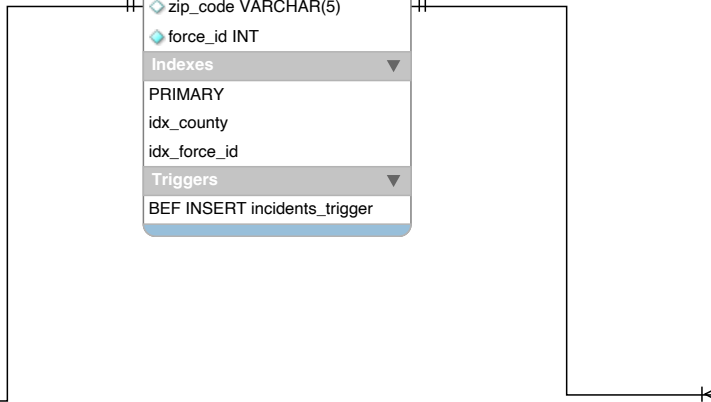 zip_code VARCHAR(5)
force_id INT
Indexes
PRIMARY
idx_county
idx_force_id
Triggers
BEF INSERT incidents_trigger